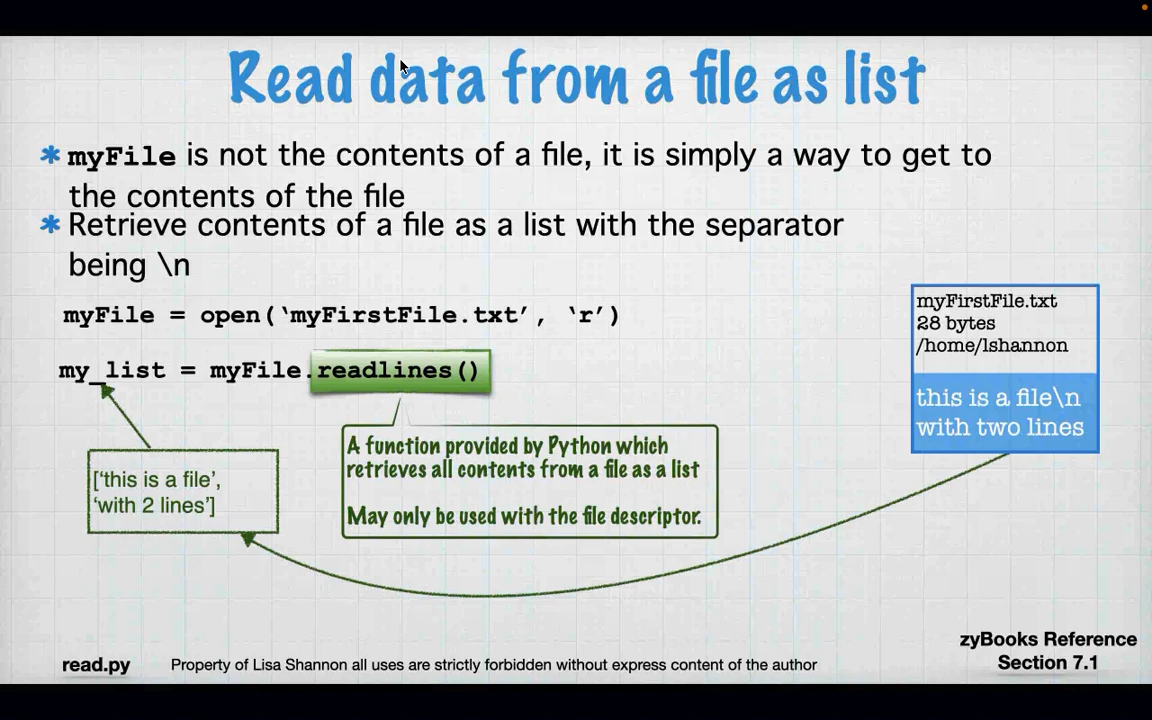 Read data from a file as list
* myFile is not the contents of a file, it is simply a way to get to
the contents of the file
* Retrieve contents of a file as a list with the separator
being \n
myFile = open(‘myFirstFile.txt’, ‘r’)
my_list = myFile.readlines()
myFirstFile.txt
28 bytes
/home/lshannon
this is a file\n
with two lines
[‘this is a file’,
‘with 2 lines’]
A function provided by Python which
retrieves all contents from a file as a list
May only be used with the file descriptor.
zyBooks Reference
Section 7.1
read.py
Property of Lisa Shannon all uses are strictly forbidden without express content of the author